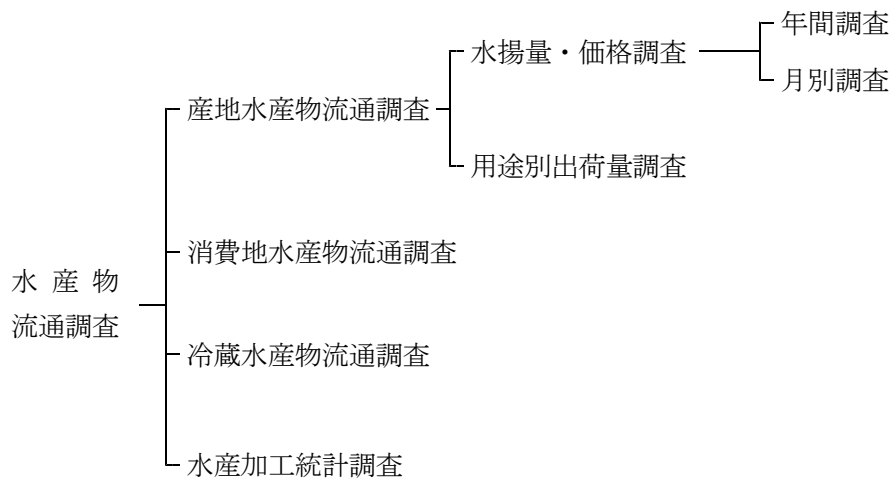 年間調査
水揚量・価格調査
月別調査
産地水産物流通調査
用途別出荷量調査
消費地水産物流通調査
水産物
流通調査
冷蔵水産物流通調査
水産加工統計調査